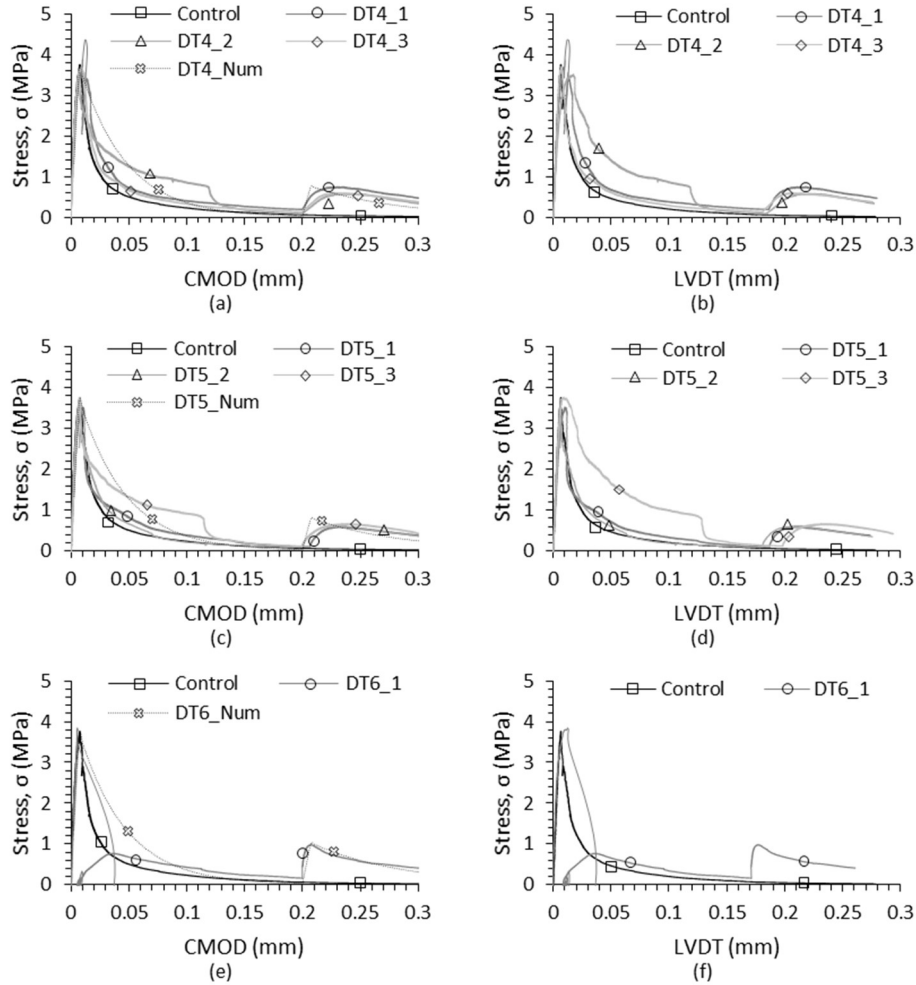 Control
DT4_1
DT4_2
DT4_3
DT4_Num
Stress, σ (MPa)
5
4
3
2
1
0
0 0.05 0.1 0.15 0.2 0.25 0.3
CMOD (mm)
(a)
Control
DT4_1
DT4_2
DT4_3
Stress, σ (MPa)
5
4
3
2
1
0
0 0.05 0.1 0.15 0.2 0.25 0.3
LVDT (mm)
(b)
Control
DT5_1
DT5_2
DT5_3
DT5_Num
Stress, σ (MPa)
5
4
3
2
1
0
0 0.05 0.1 0.15 0.2 0.25 0.3
CMOD (mm)
(c)
Control
DT5_1
DT5_2
DT5_3
Stress, σ (MPa)
5
4
3
2
1
0
0 0.05 0.1 0.15 0.2 0.25 0.3
LVDT (mm)
(d)
Control
DT6_1
DT6_Num
Stress, σ (MPa)
5
4
3
2
1
0
0 0.05 0.1 0.15 0.2 0.25 0.3
CMOD (mm)
(e)
Control
DT6_1
Stress, σ (MPa)
5
4
3
2
1
0
0 0.05 0.1 0.15 0.2 0.25 0.3
LVDT (mm)
(f)